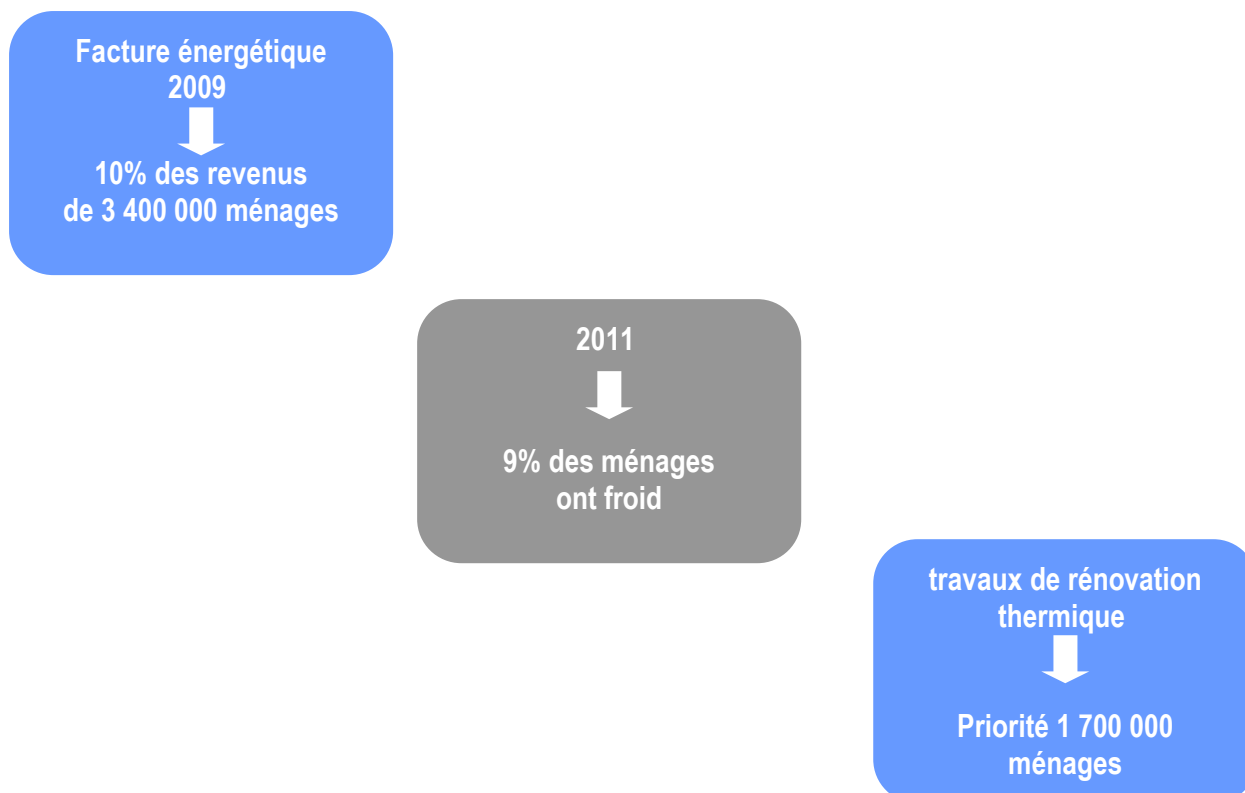 Facture énergétique
2009
10% des revenus
de 3 400 000 ménages
2011
9% des ménages
ont froid
travaux de rénovation
thermique
Priorité 1 700 000
ménages